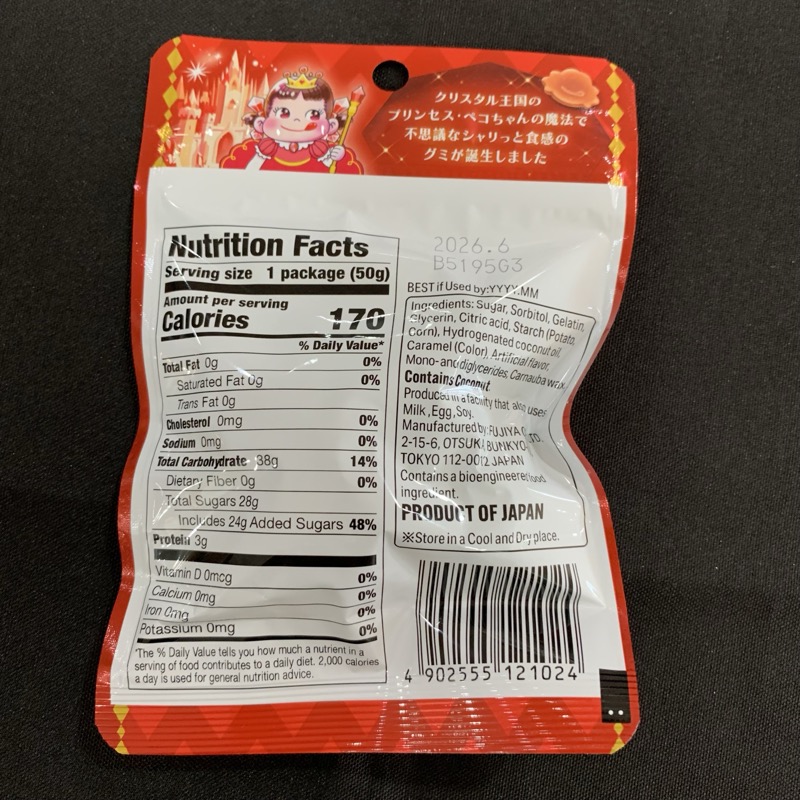 クリスタル王国の
プリンセス・ペコちゃんの魔法で
不思議なシャリっと食感の
グミが誕生しました
Nutrition Facts
Serving size 1 package (50g)
Amount per serving
Calories 170
% Daily Value*
Total Fat 0g 0%
Saturated Fat 0g 0%
Trans Fat 0g
Cholesterol 0mg 0%
Sodium 0mg 0%
Total Carbohydrate 38g 14%
Dietary Fiber 0g 0%
Total Sugars 28g
Includes 24g Added Sugars 48%
Protein 3g
Vitamin D 0mcg 0%
Calcium 0mg 0%
Iron 0mg 0%
Potassium 0mg 0%
*The % Daily Value tells you how much a nutrient in a
serving of food contributes to a daily diet. 2,000 calories
a day is used for general nutrition advice.
2026.6
B5195G3
BEST if Used by:YYYY.MM
Ingredients: Sugar, Sorbitol, Gelatin,
Glycerin, Citric acid, Starch (Potato,
Corn), Hydrogenated coconut oil,
Caramel (Color), Artificial flavor,
Mono- and diglycerides, Carnauba wax.
Contains Coconut
Produced in a facility that also uses
Milk ,Egg ,Soy.
Manufactured by: FUJIYA
2-15-6, OTSUKA BUNKYO
TOKYO 112-0012 JAPAN
Contains a bioengineered food
ingredient.
PRODUCT OF JAPAN
※Store in a Cool and Dry place.
4 902555 121024